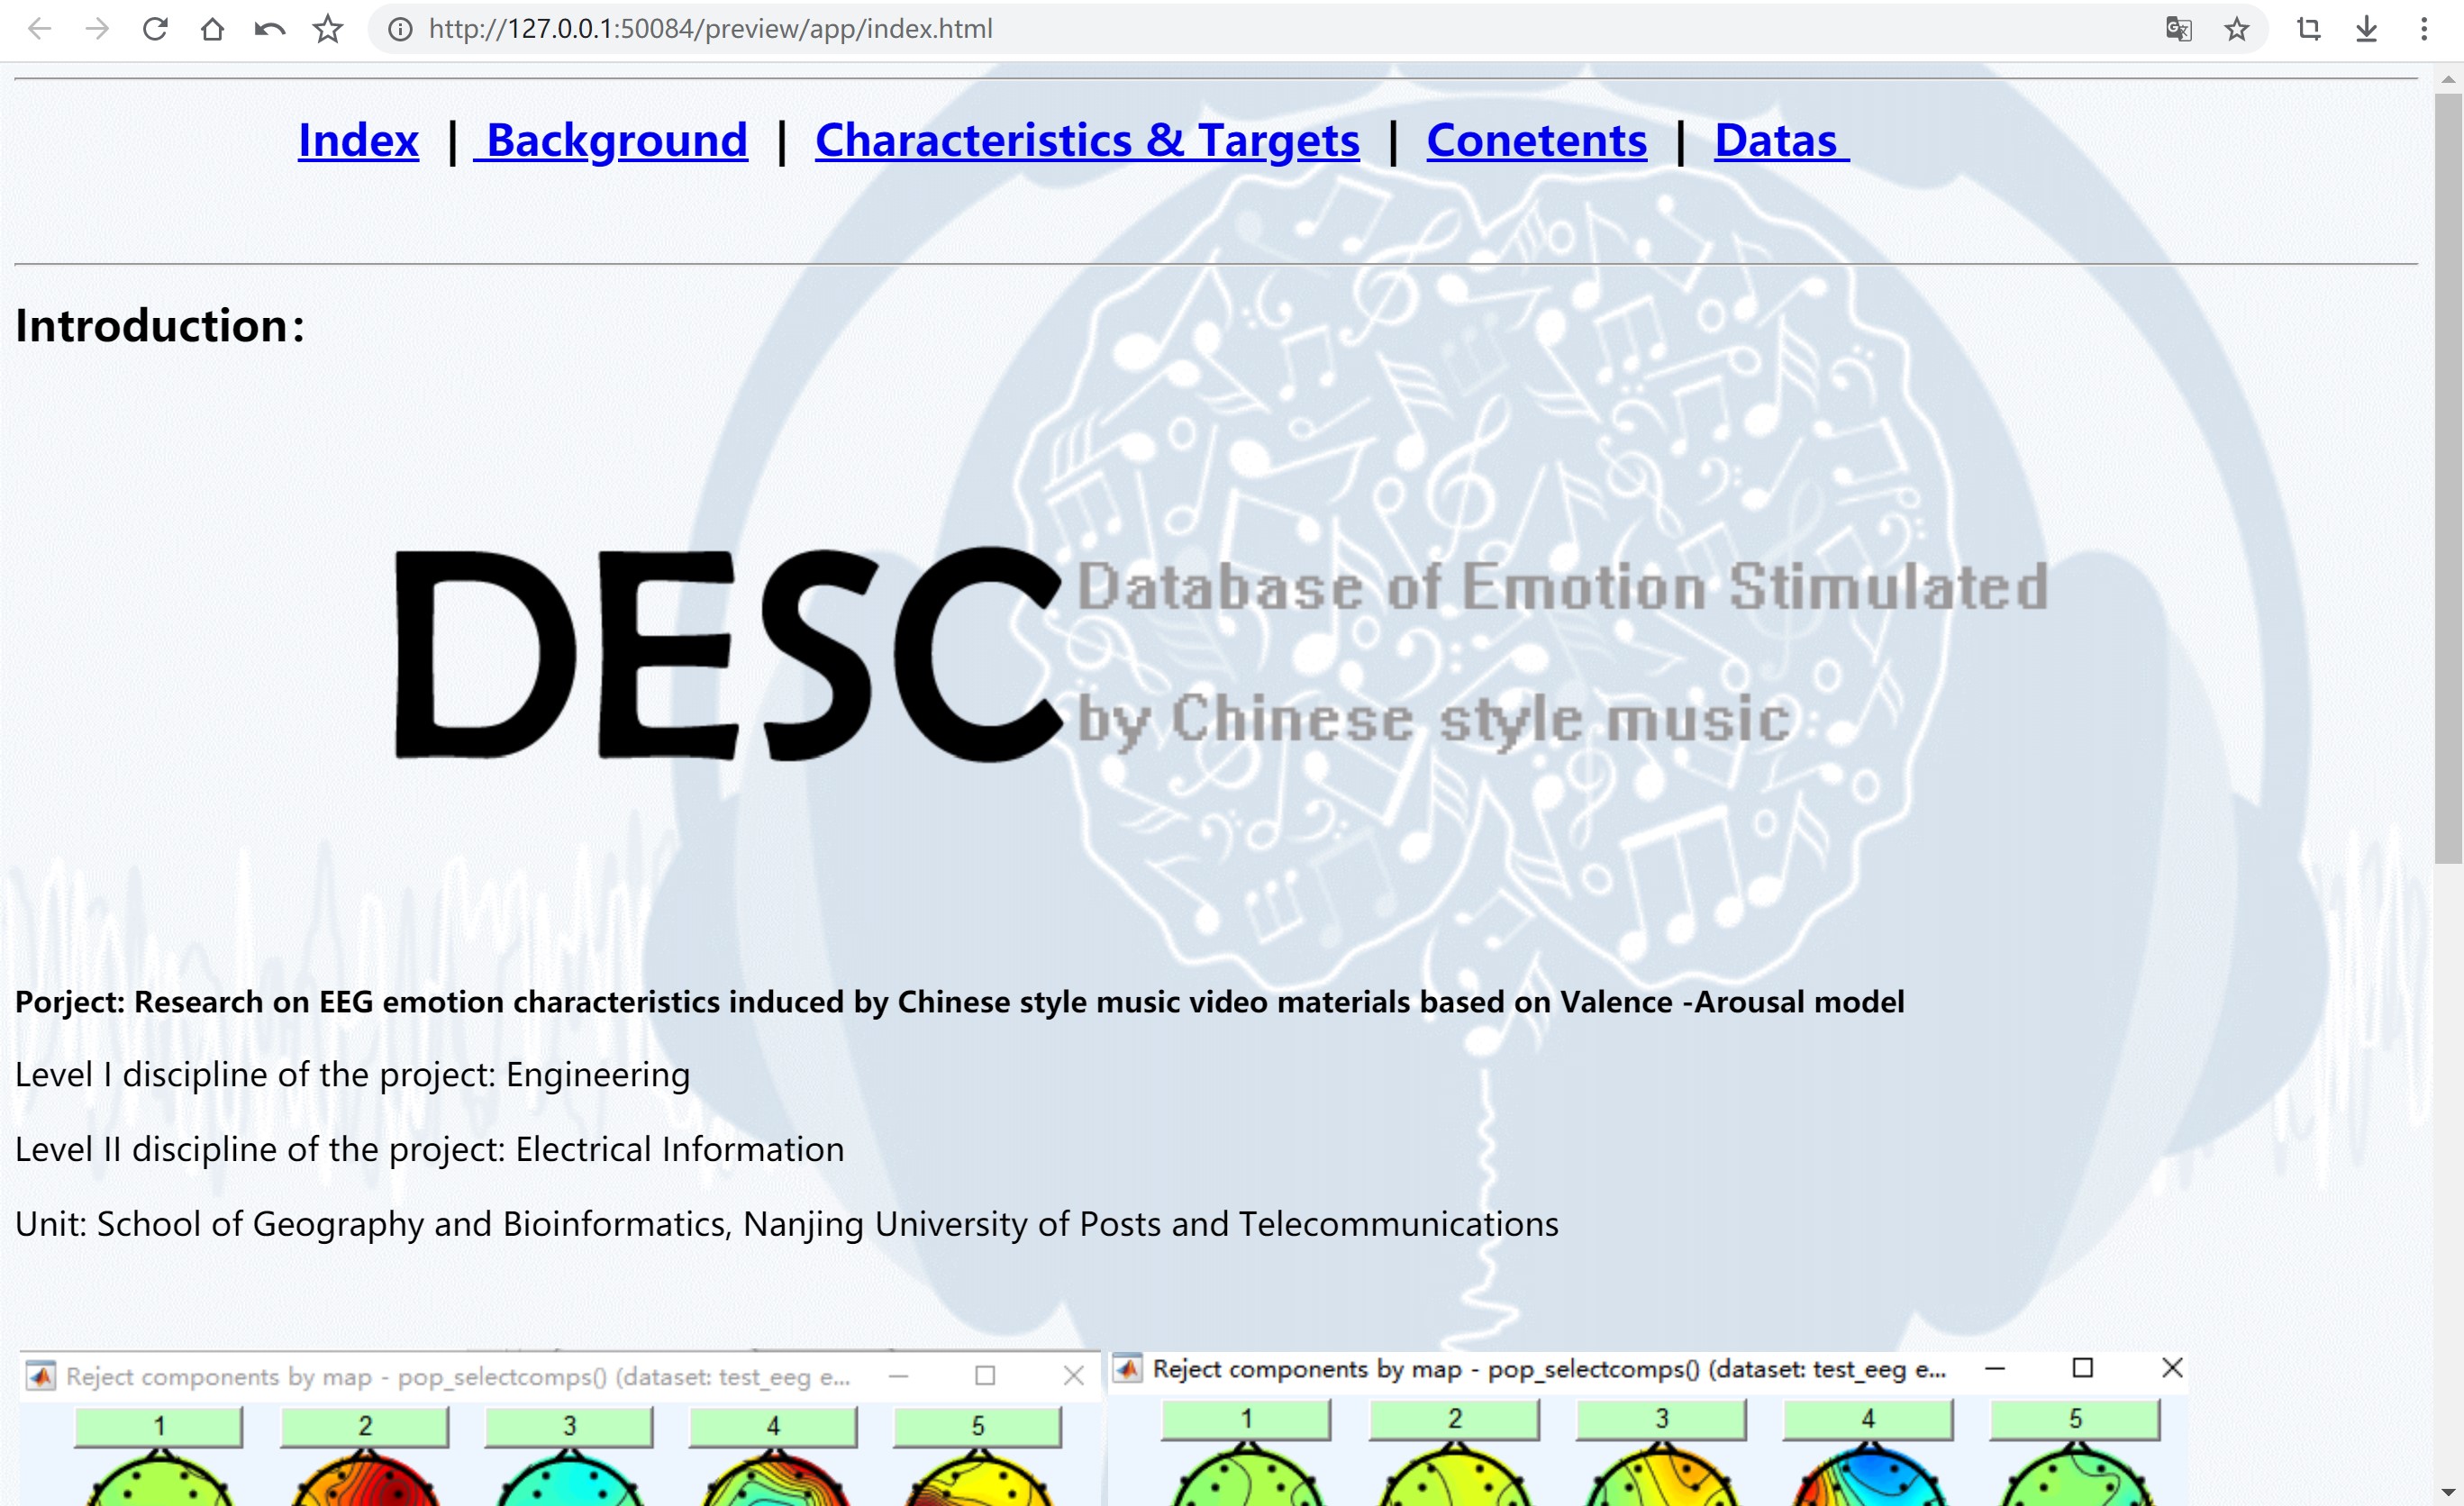 http://127.0.0.1:50084/preview/app/index.html
Index | Background | Characteristics & Targets | Conetents | Datas
Introduction：
DESC
Database of Emotion Stimulated
by Chinese style music
Porject: Research on EEG emotion characteristics induced by Chinese style music video materials based on Valence -Arousal model
Level I discipline of the project: Engineering
Level II discipline of the project: Electrical Information
Unit: School of Geography and Bioinformatics, Nanjing University of Posts and Telecommunications
Reject components by map - pop_selectcomps() (dataset: test_eeg e...
1 2 3 4 5
Reject components by map - pop_selectcomps() (dataset: test_eeg e...
1 2 3 4 5